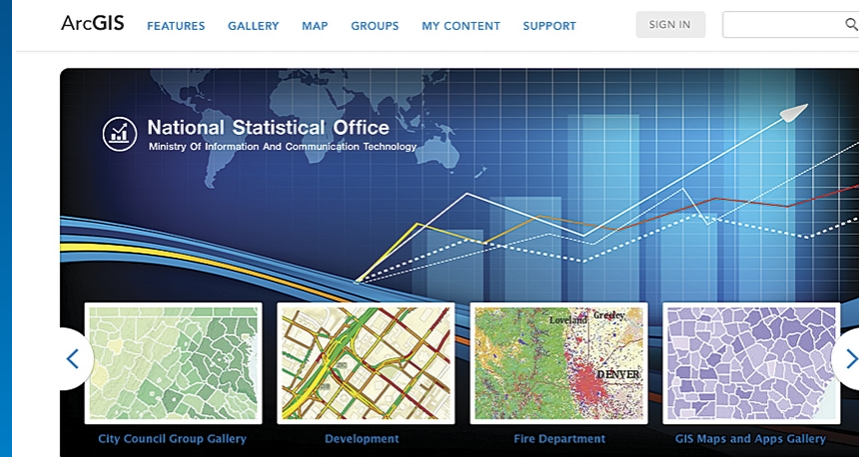 ArcGIS FEATURES GALLERY MAP GROUPS MY CONTENT SUPPORT SIGN IN
National Statistical Office
Ministry Of Information And Communication Technology
Loveland Greeley
DENVER
City Council Group Gallery Development Fire Department GIS Maps and Apps Gallery